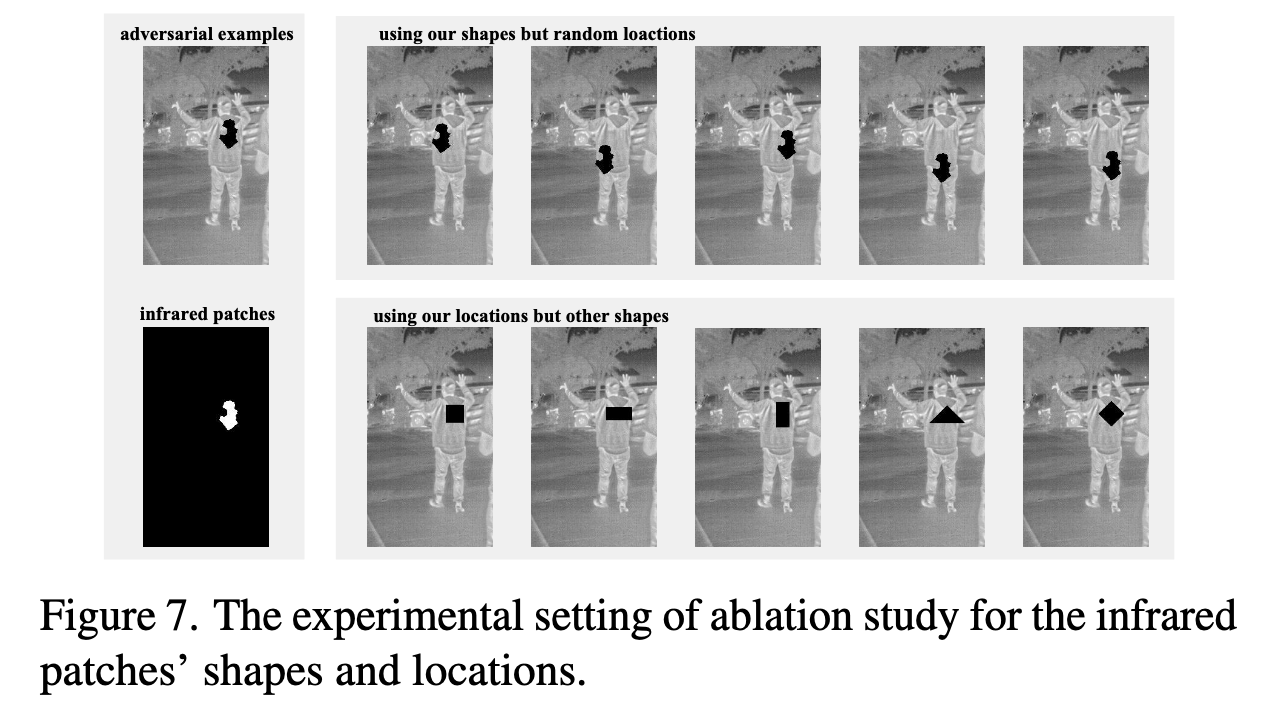 adversarial examples
using our shapes but random loactions
infrared patches
using our locations but other shapes
Figure 7. The experimental setting of ablation study for the infrared
patches’ shapes and locations.